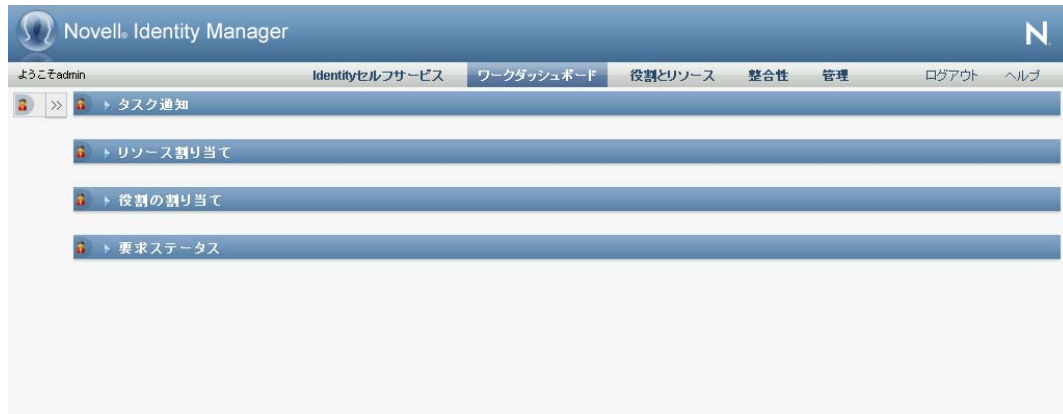 Novell® Identity Manager
N
ようこそadmin
Identityセルフサービス ワークダッシュボード 役割とリソース 整合性 管理 ログアウト ヘルプ
タスク通知
リソース割り当て
役割の割り当て
要求ステータス